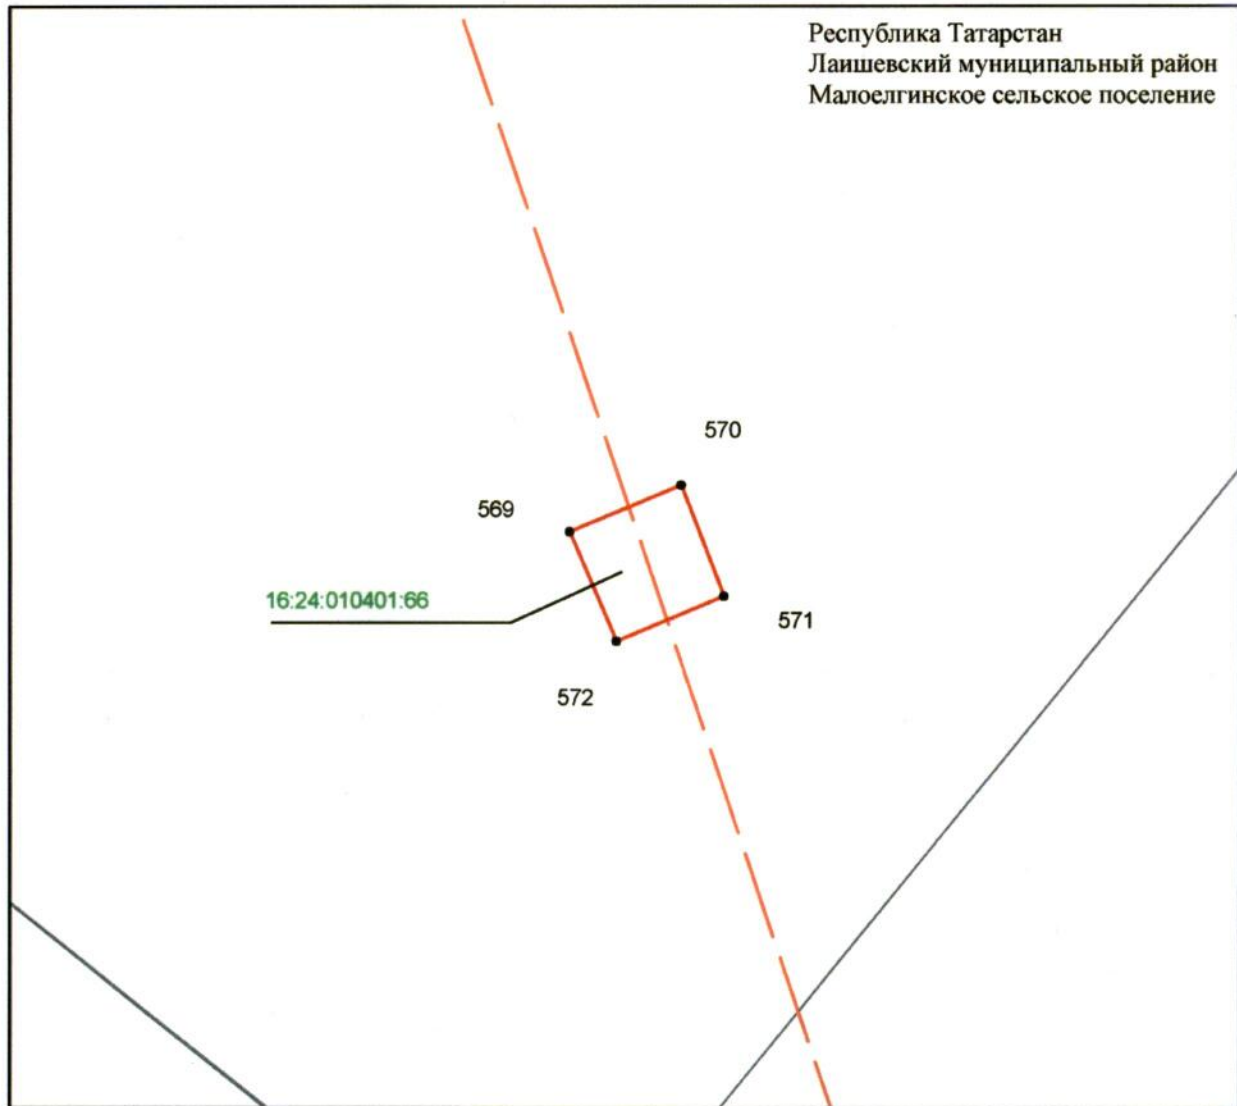 Республика Татарстан
Лаишевский муниципальный район
Малоелгинское сельское поселение
570
569
16:24:010401:66
571
572